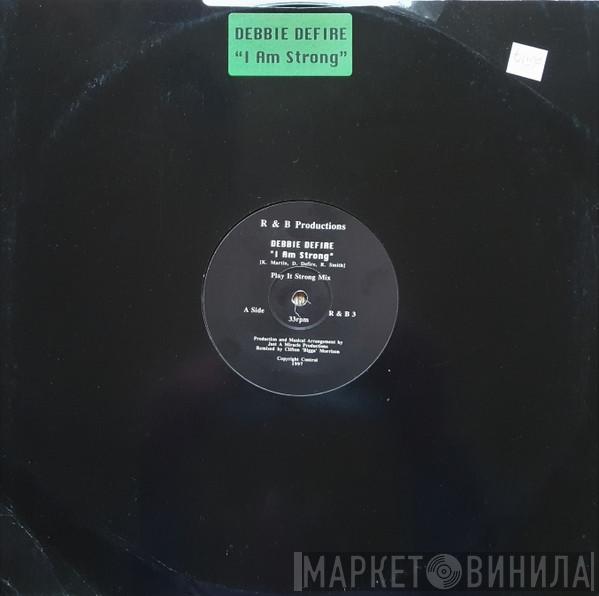 DEBBIE DEFIRE
"I Am Strong"
R & B Productions
DEBBIE DEFIRE
"I Am Strong"
[K. Martin, D. Defire, R. Smith]
Play It Strong Mix
A Side
R & B 3
33rpm
Production and Musical Arrangement by
Just A Miracle Productions
Remixed by Clifton 'Bigga' Morrison
Copyright Control
1997
МАРКЕТ ВИНИЛА